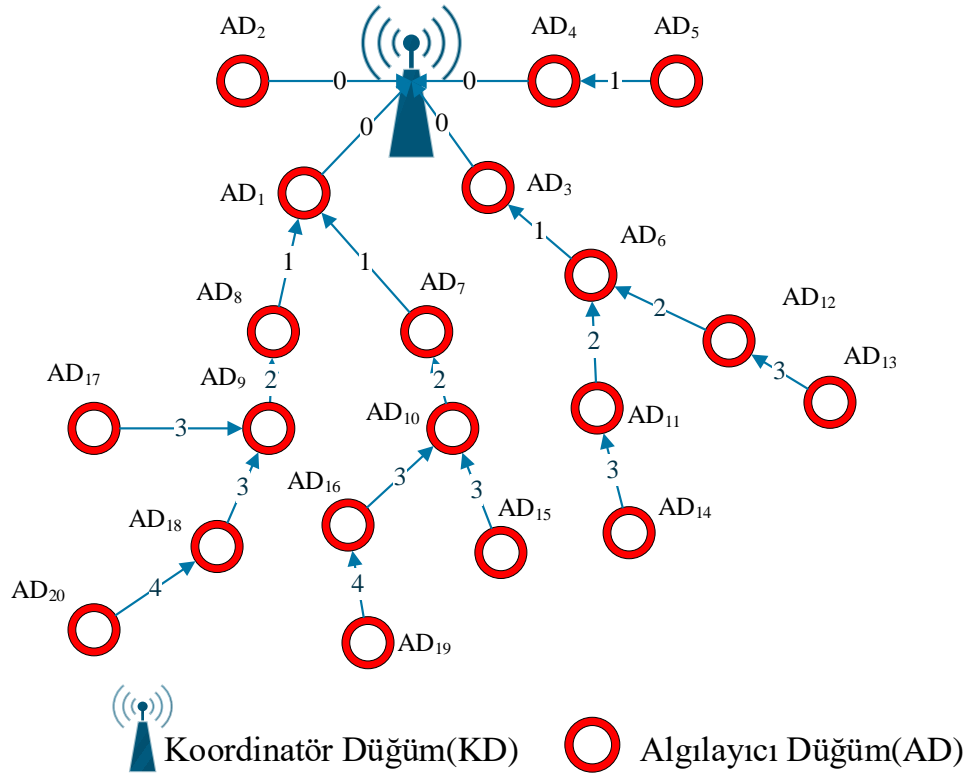 AD₂ AD₄ AD₅
0 0 1
0 0
AD₁ AD₃
1 AD₆
1 1
AD₈ AD₇ 2 AD₁₂
2
AD₁₇ AD₉ 2 2 3 AD₁₃
3 AD₁₀ AD₁₁
3 AD₁₆ 3 3 3
AD₁₈ AD₁₅ AD₁₄
AD₂₀ 4 4
AD₁₉
Koordinatör Düğüm(KD) Algılayıcı Düğüm(AD)